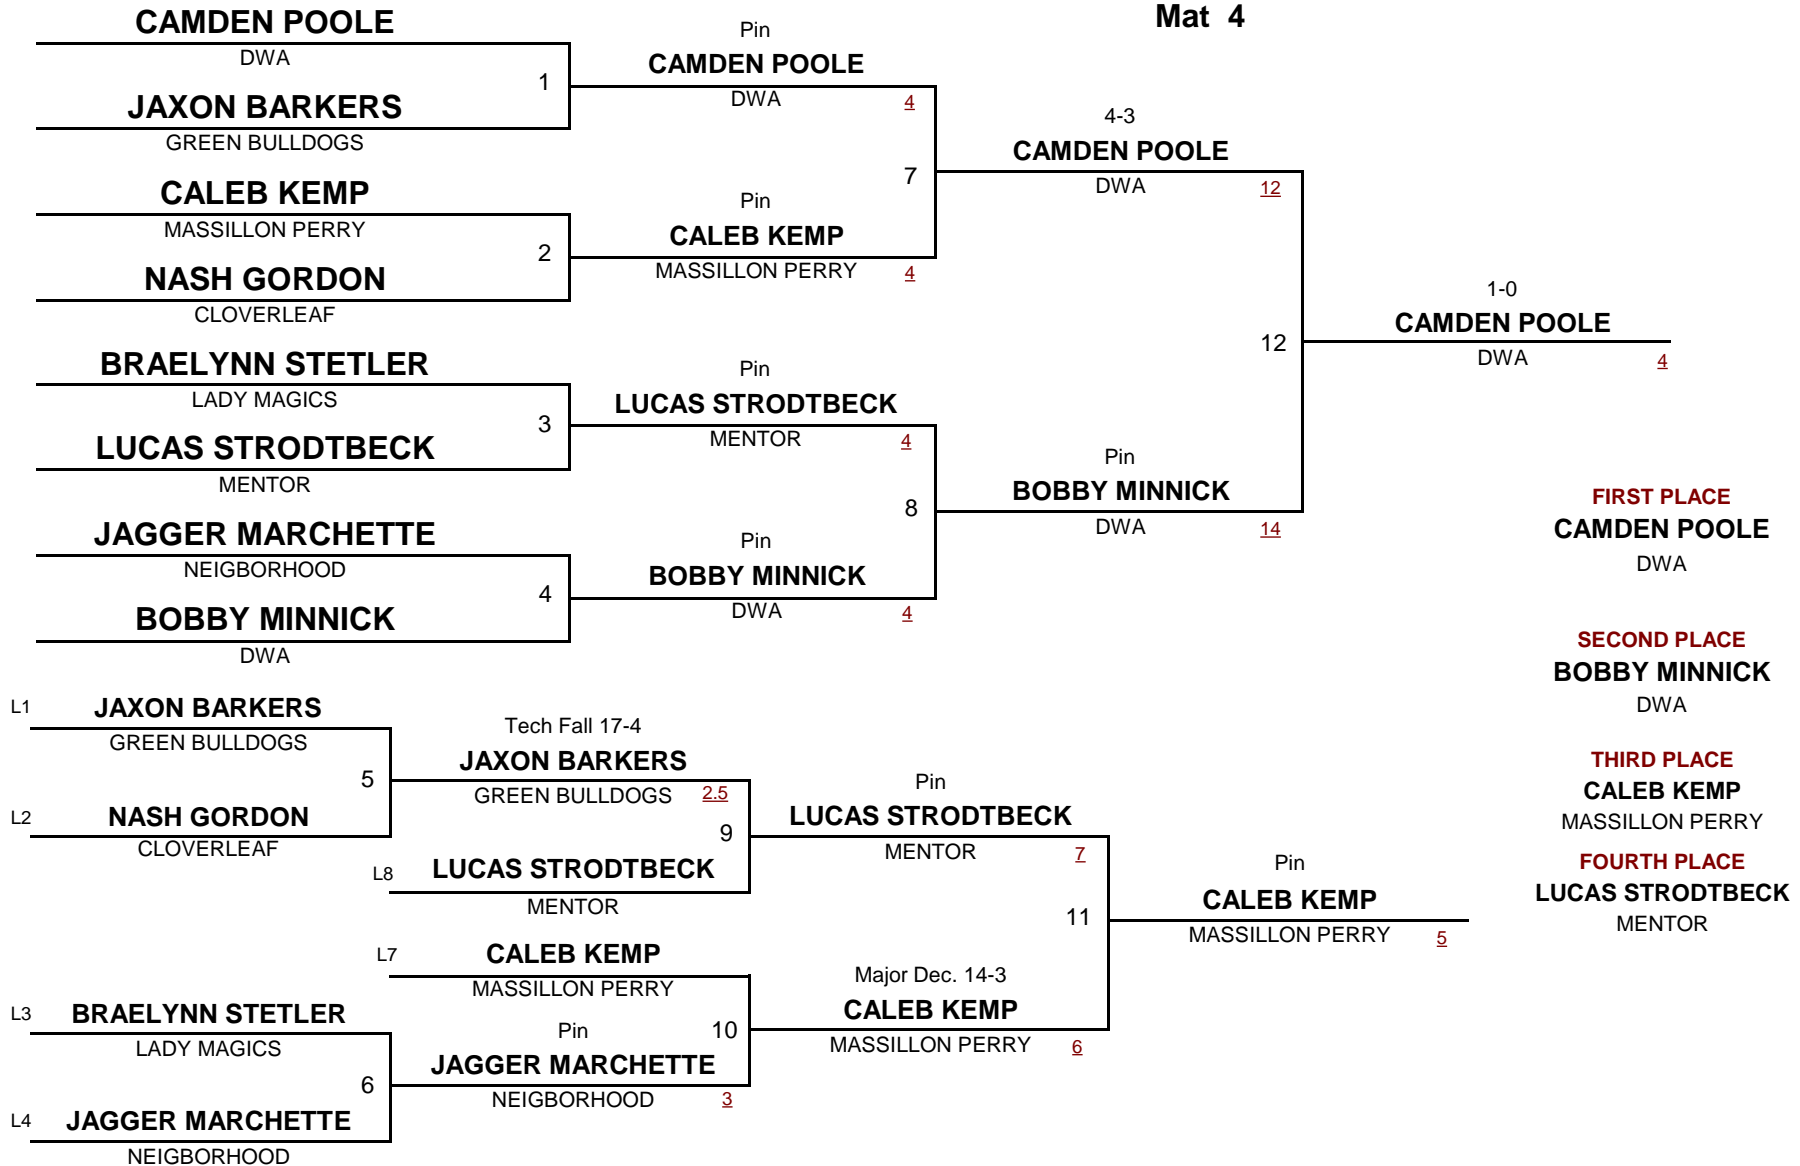 Mat 4
CAMDEN POOLE
DWA
1
JAXON BARKERS
GREEN BULLDOGS
CALEB KEMP
MASSILLON PERRY
2
NASH GORDON
CLOVERLEAF
BRAELYNN STETLER
LADY MAGICS
3
LUCAS STRODTBECK
MENTOR
JAGGER MARCHETTE
NEIGBORHOOD
4
BOBBY MINNICK
DWA
Pin
CAMDEN POOLE
DWA 4
7
Pin
CALEB KEMP
MASSILLON PERRY 4
Pin
LUCAS STRODTBECK
MENTOR 4
8
Pin
BOBBY MINNICK
DWA 4
4-3
CAMDEN POOLE
DWA 12
12
Pin
BOBBY MINNICK
DWA 14
1-0
CAMDEN POOLE
DWA 4
FIRST PLACE
CAMDEN POOLE
DWA
SECOND PLACE
BOBBY MINNICK
DWA
THIRD PLACE
CALEB KEMP
MASSILLON PERRY
FOURTH PLACE
LUCAS STRODTBECK
MENTOR
L1 JAXON BARKERS
GREEN BULLDOGS
5
L2 NASH GORDON
CLOVERLEAF
L3 BRAELYNN STETLER
LADY MAGICS
6
L4 JAGGER MARCHETTE
NEIGBORHOOD
Tech Fall 17-4
JAXON BARKERS
GREEN BULLDOGS 2.5
9
L8 LUCAS STRODTBECK
MENTOR
L7 CALEB KEMP
MASSILLON PERRY
10
Pin
JAGGER MARCHETTE
NEIGBORHOOD 3
Pin
LUCAS STRODTBECK
MENTOR 7
11
Major Dec. 14-3
CALEB KEMP
MASSILLON PERRY 6
Pin
CALEB KEMP
MASSILLON PERRY 5